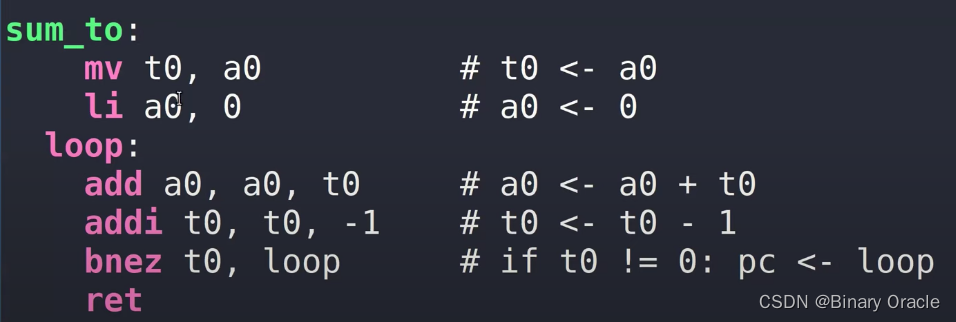 sum_to:
mv t0, a0 # t0 <- a0
li a0, 0 # a0 <- 0
loop:
add a0, a0, t0 # a0 <- a0 + t0
addi t0, t0, -1 # t0 <- t0 - 1
bnez t0, loop # if t0 != 0: pc <- loop
ret
CSDN @Binary Oracle